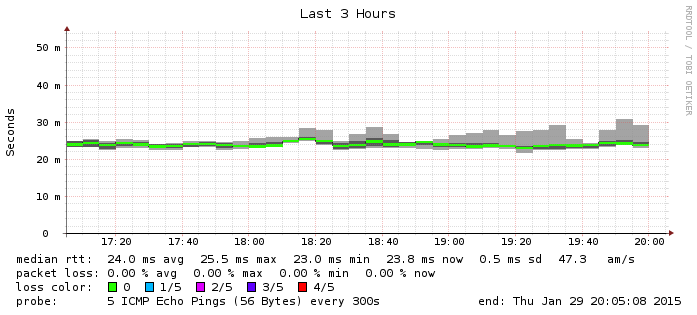 Last 3 Hours
RRDTOOL / TOBI OETIKER
Seconds
50 m
40 m
30 m
20 m
10 m
0
17:20 17:40 18:00 18:20 18:40 19:00 19:20 19:40 20:00
median rtt: 24.0 ms avg 25.5 ms max 23.0 ms min 23.8 ms now 0.5 ms sd 47.3 am/s
packet loss: 0.00 % avg 0.00 % max 0.00 % min 0.00 % now
loss color: 0 1/5 2/5 3/5 4/5
probe: 5 ICMP Echo Pings (56 Bytes) every 300s end: Thu Jan 29 20:05:08 2015